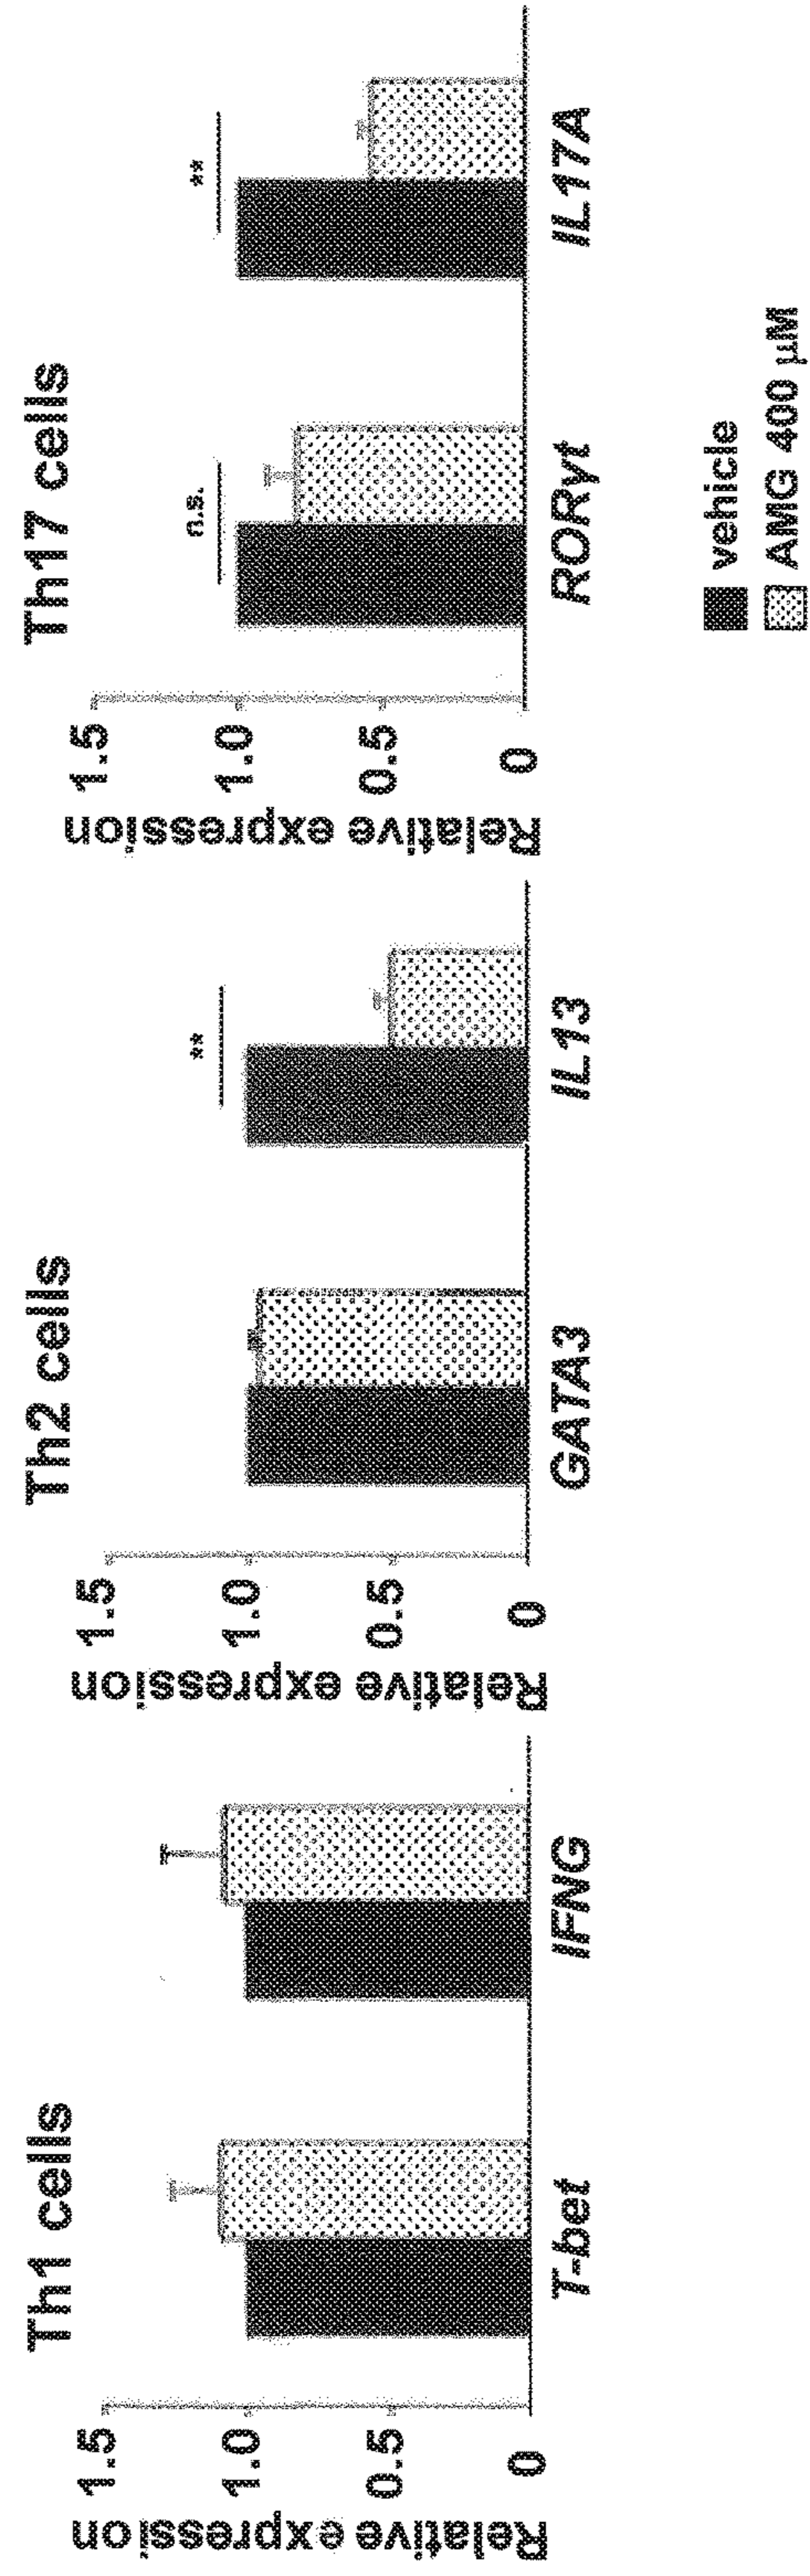 Th1 cells
Relative expression
1.5
1.0
0.5
0
T-bet
IFNG
Th2 cells
Relative expression
1.5
1.0
0.5
0
GATA3
**
IL13
Th17 cells
Relative expression
1.5
1.0
0.5
0
n.s.
RORγt
**
IL17A
vehicle
AMG 400 μM